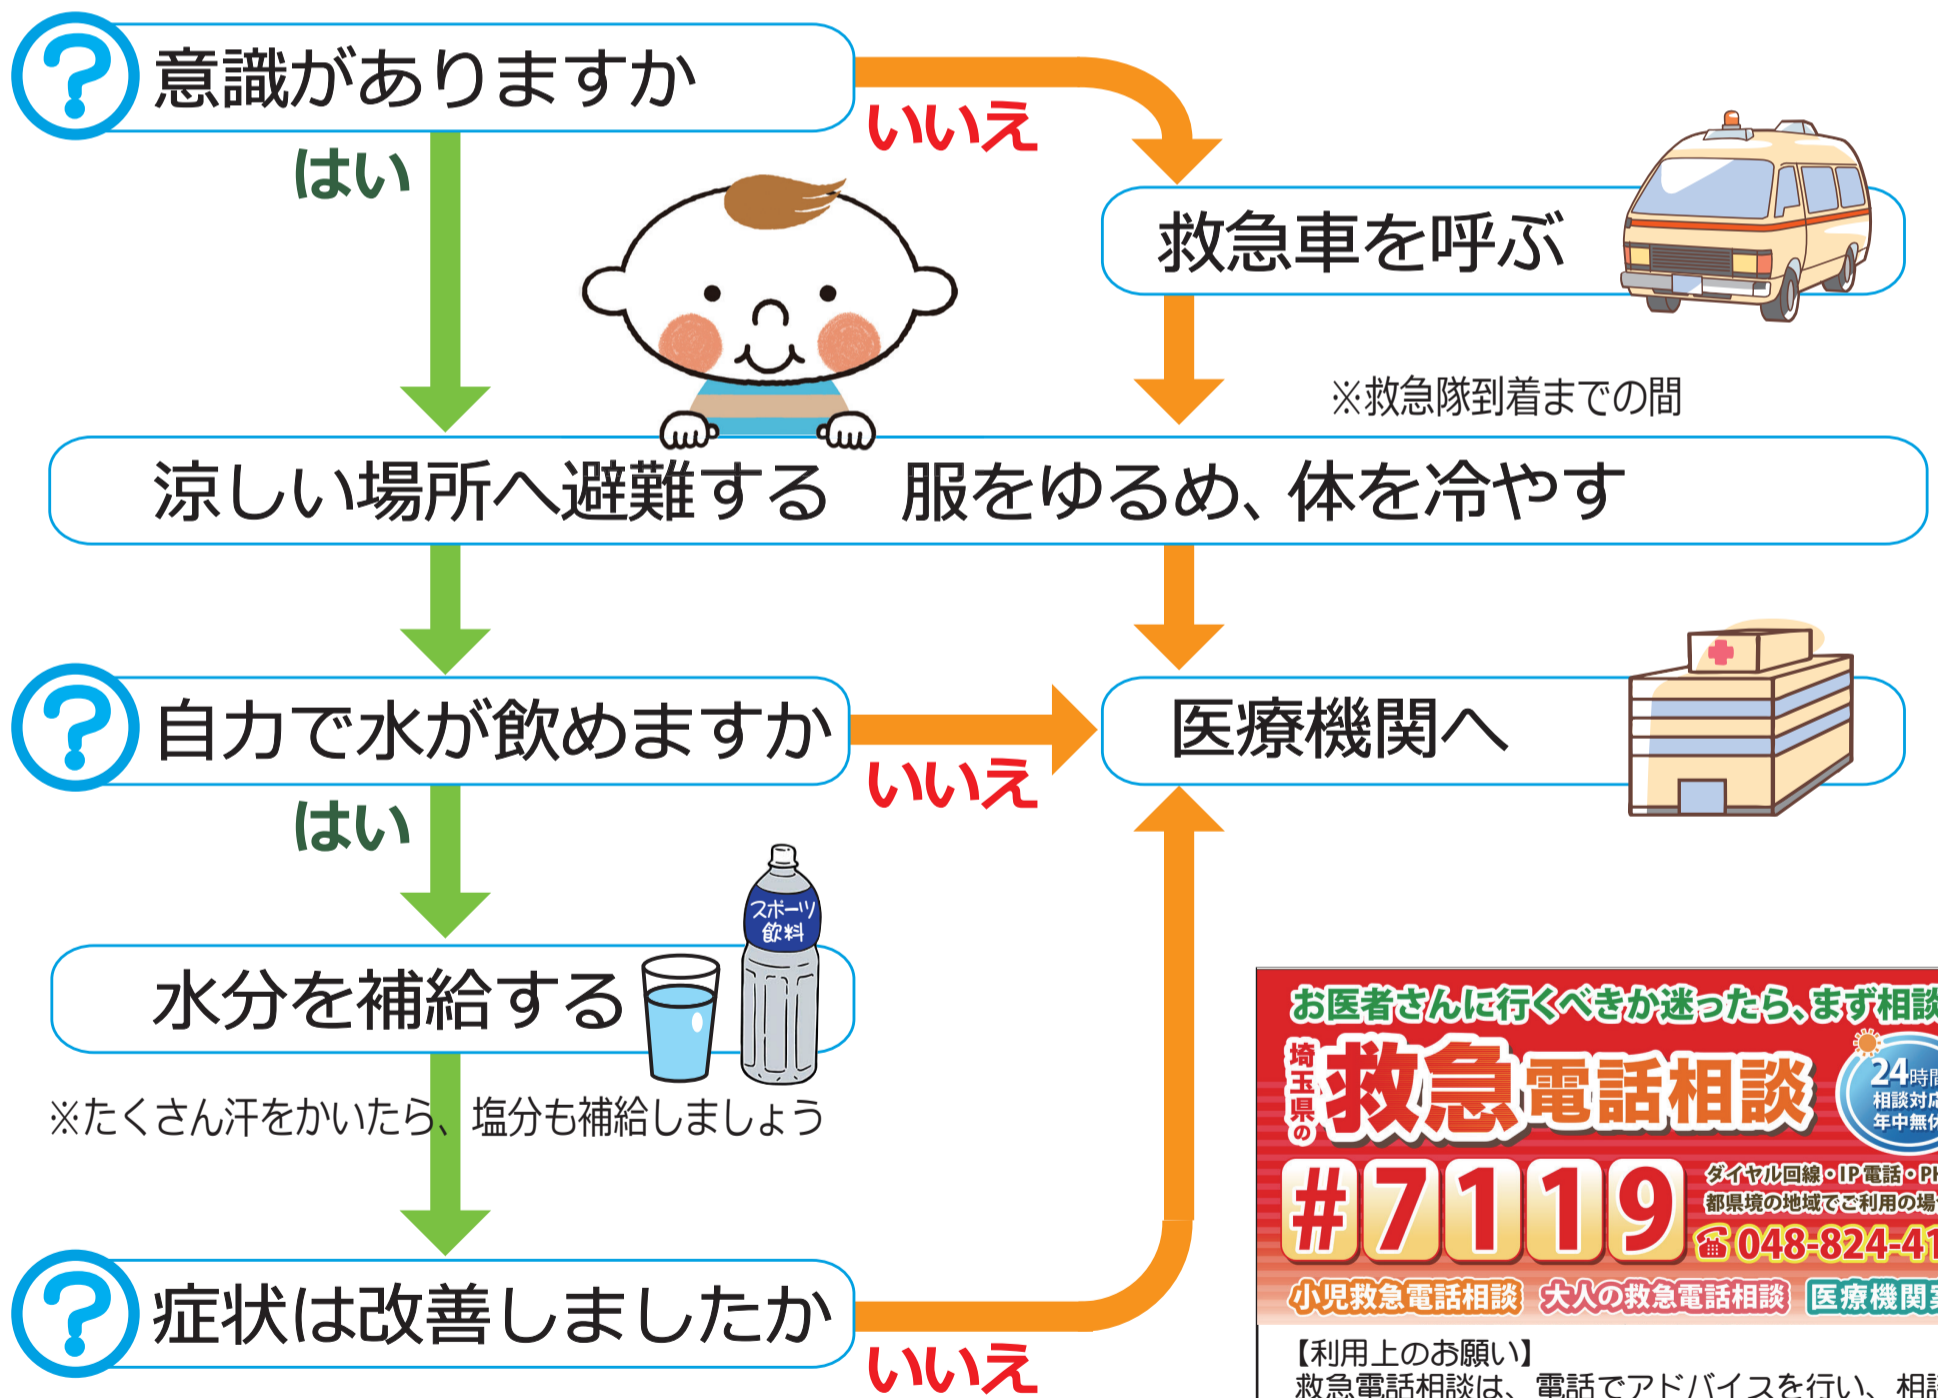 意識がありますか
いいえ
はい
救急車を呼ぶ
※救急隊到着までの間
涼しい場所へ避難する　服をゆるめ、体を冷やす
自力で水が飲めますか
いいえ
医療機関へ
はい
スポーツ
飲料
水分を補給する
※たくさん汗をかいたら、塩分も補給しましょう
症状は改善しましたか
いいえ
お医者さんに行くべきか迷ったら、まず相談
埼玉県の
救急電話相談
24時間
相談対応
年中無休
#7119
ダイヤル回線・IP電話・PH
都県境の地域でご利用の場合
☎048-824-41
小児救急電話相談 大人の救急電話相談 医療機関案
【利用上のお願い】
救急電話相談は、電話でアドバイスを行い、相談